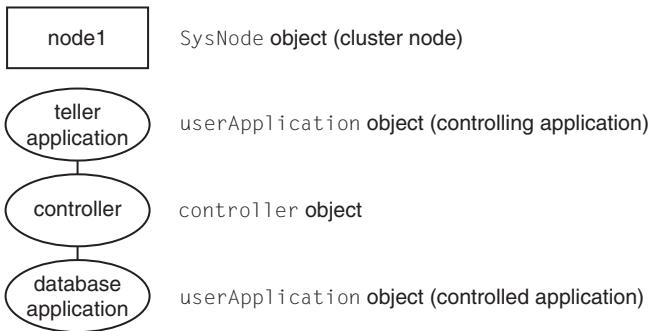 node1 SysNode object (cluster node)
teller
application
userApplication object (controlling application)
controller controller object
database
application
userApplication object (controlled application)